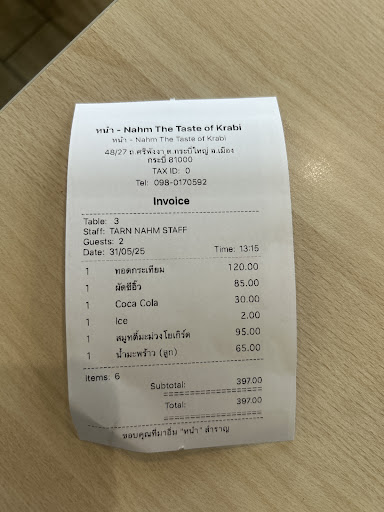 หนำ - Nahm The Taste of Krabi
หนำ - Nahm The Taste of Krabi
48/27 ถ.ศรีพังงา ต.กระบี่ใหญ่ อ.เมือง
กระบี่ 81000
TAX ID: 0
Tel: 098-0170592
Invoice
Table: 3
Staff: TARN NAHM STAFF
Guests: 2
Date: 31/05/25 Time: 13:15
1 ทอดกระเทียม 120.00
1 ผัดซีอิ๊ว 85.00
1 Coca Cola 30.00
1 Ice 2.00
1 สมูทตี้มะม่วงโยเกิร์ต 95.00
1 น้ำมะพร้าว (ลูก) 65.00
Items: 6
Subtotal: 397.00
Total: 397.00
ขอบคุณที่มาอิ่ม "หนำ" สำราญ